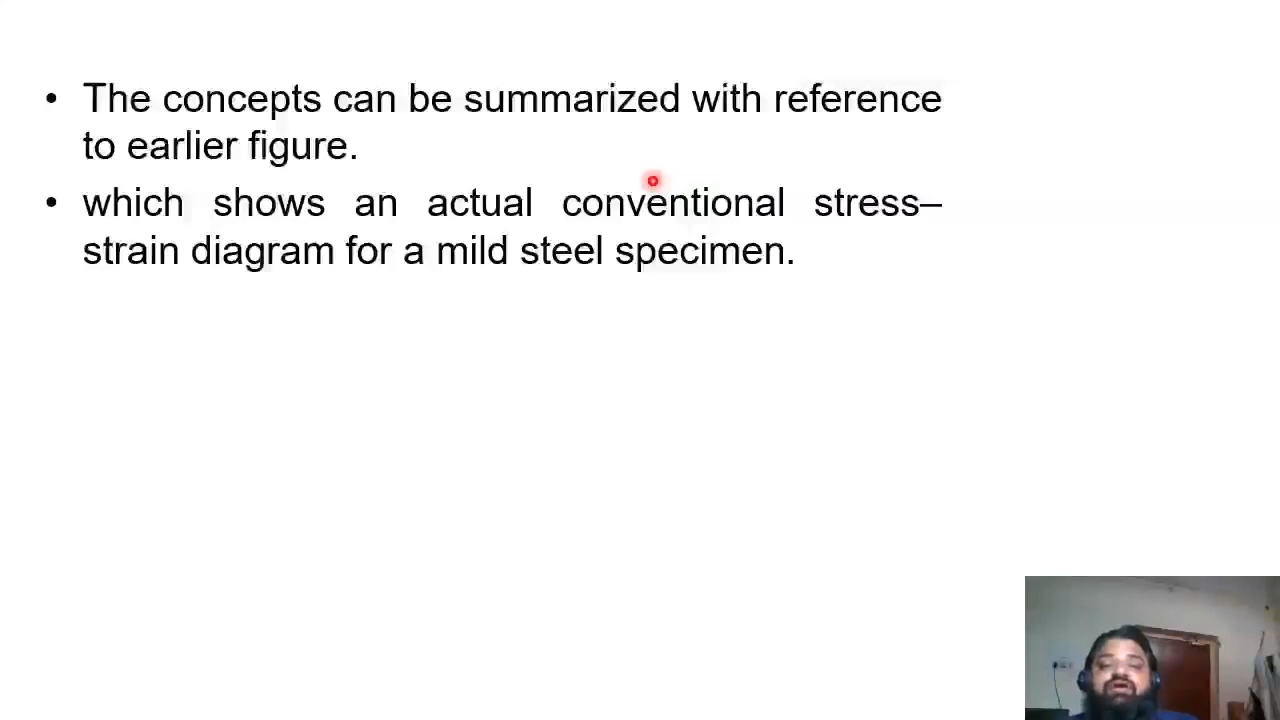 • The concepts can be summarized with reference
to earlier figure.
• which shows an actual conventional stress–
strain diagram for a mild steel specimen.